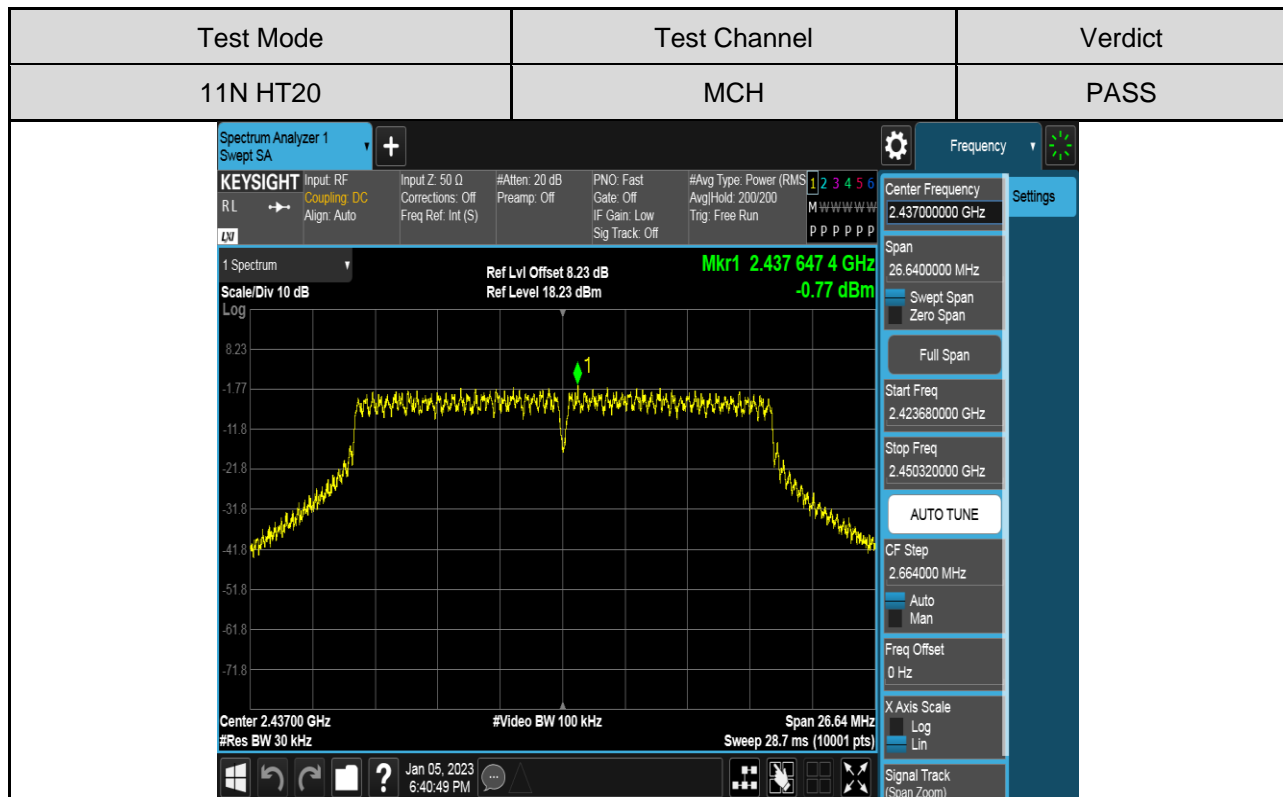 Test Mode Test Channel Verdict
11N HT20 MCH PASS
Spectrum Analyzer 1
Swept SA
+
Frequency
KEYSIGHT
RL
LXI
Input: RF
Coupling: DC
Align: Auto
Input Z: 50 Ω
Corrections: Off
Freq Ref: Int (S)
#Atten: 20 dB
Preamp: Off
PNO: Fast
Gate: Off
IF Gain: Low
Sig Track: Off
#Avg Type: Power (RMS
Avg|Hold: 200/200
Trig: Free Run
1 2 3 4 5 6
M W W W W W
P P P P P P
1 Spectrum
Scale/Div 10 dB
Log
Ref Lvl Offset 8.23 dB
Ref Level 18.23 dBm
Mkr1 2.437 647 4 GHz
-0.77 dBm
1
8.23
-1.77
-11.8
-21.8
-31.8
-41.8
-51.8
-61.8
-71.8
Center 2.43700 GHz
#Res BW 30 kHz
#Video BW 100 kHz
Span 26.64 MHz
Sweep 28.7 ms (10001 pts)
?
Jan 05, 2023
6:40:49 PM
Center Frequency
2.437000000 GHz
Settings
Span
26.6400000 MHz
Swept Span
Zero Span
Full Span
Start Freq
2.423680000 GHz
Stop Freq
2.450320000 GHz
AUTO TUNE
CF Step
2.664000 MHz
Auto
Man
Freq Offset
0 Hz
X Axis Scale
Log
Lin
Signal Track
(Span Zoom)